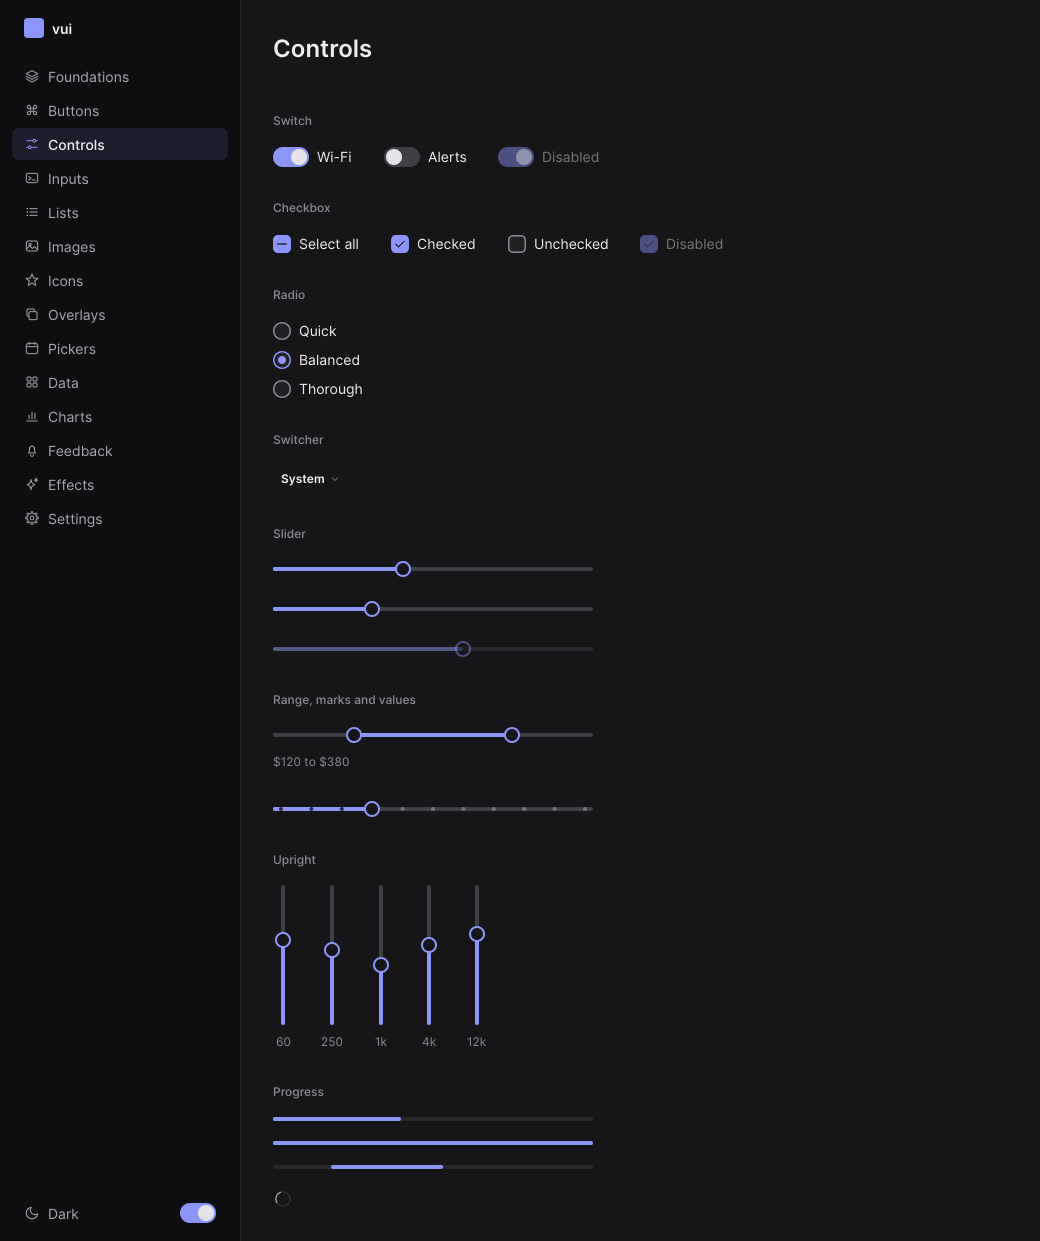 vui
Foundations
Buttons
Controls
Inputs
Lists
Images
Icons
Overlays
Pickers
Data
Charts
Feedback
Effects
Settings
Dark
Controls
Switch
Wi-Fi Alerts Disabled
Checkbox
Select all Checked Unchecked Disabled
Radio
Quick
Balanced
Thorough
Switcher
System
Slider
Range, marks and values
$120 to $380
Upright
60 250 1k 4k 12k
Progress